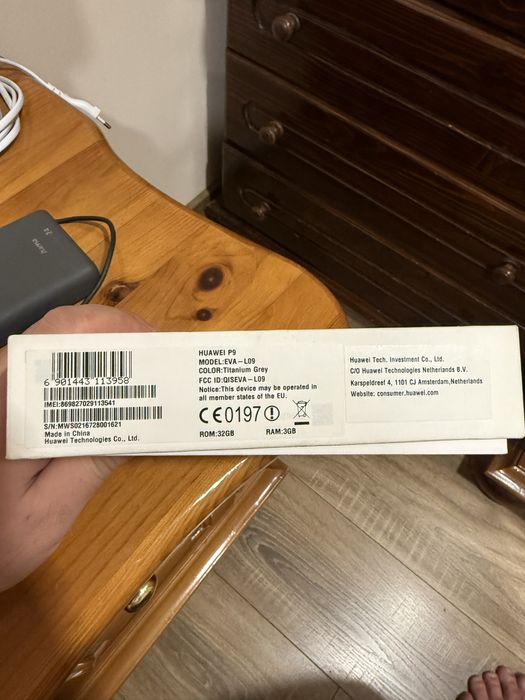 hama
6 901443 113958
IMEI:869827029113541
S/N:MWS0216728001621
Made in China
Huawei Technologies Co., Ltd.
HUAWEI P9
MODEL:EVA-L09
COLOR:Titanium Grey
FCC ID:QISEVA-L09
Notice:This device may be operated in
all member states of the EU.
CE0197
ROM:32GB RAM:3GB
Huawei Tech. Investment Co., Ltd.
C/O Huawei Technologies Netherlands B.V.
Karspeldreef 4, 1101 CJ Amsterdam,Netherlands
Website: consumer.huawei.com